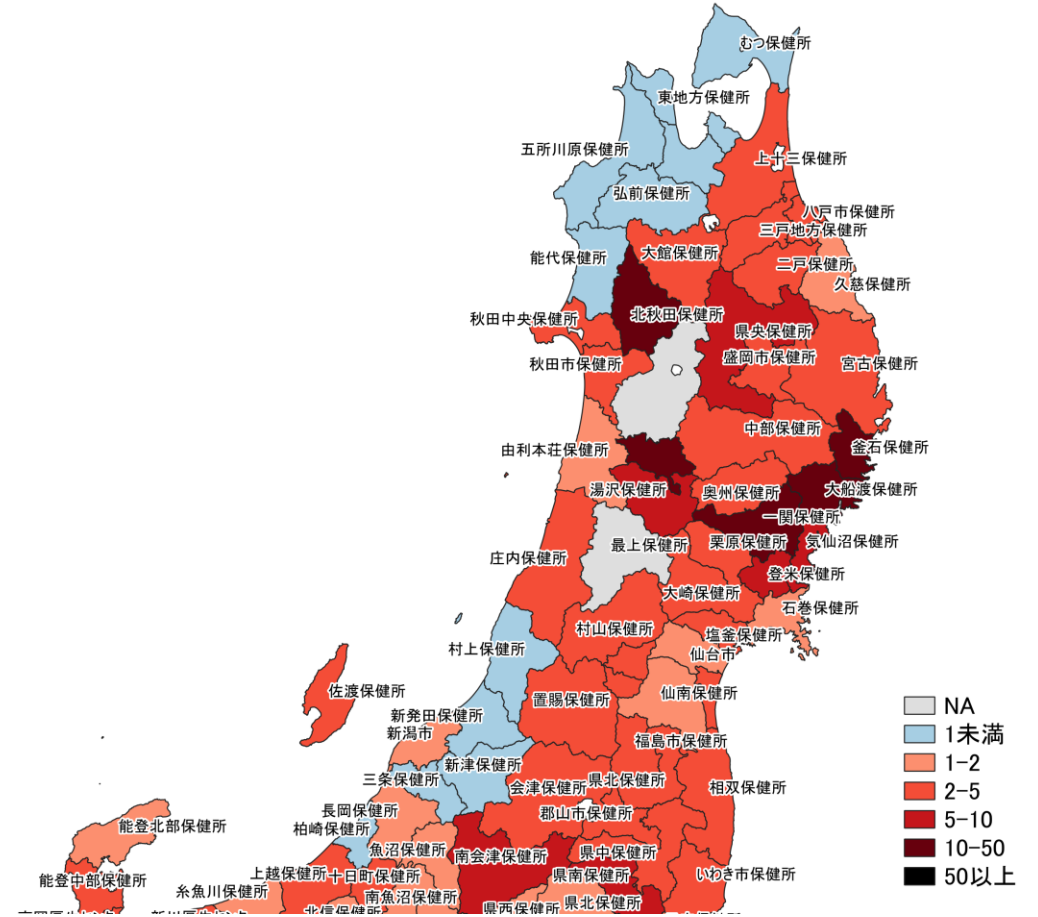 むつ保健所
東地方保健所
五所川原保健所
上十三保健所
弘前保健所
八戸市保健所
三戸地方保健所
大館保健所
能代保健所
二戸保健所
久慈保健所
北秋田保健所
秋田中央保健所
県央保健所
盛岡市保健所
秋田市保健所
宮古保健所
中部保健所
釜石保健所
由利本荘保健所
湯沢保健所
奥州保健所
大船渡保健所
一関保健所
栗原保健所
気仙沼保健所
最上保健所
庄内保健所
登米保健所
大崎保健所
石巻保健所
村山保健所
塩釜保健所
村上保健所
仙台市
佐渡保健所
仙南保健所
置賜保健所
新発田保健所
新潟市
福島市保健所
新津保健所
三条保健所
会津保健所
県北保健所
相双保健所
長岡保健所
郡山市保健所
能登北部保健所
柏崎保健所
魚沼保健所
南会津保健所
県中保健所
上越保健所
十日町保健所
県南保健所
いわき市保健所
能登中部保健所
糸魚川保健所
南魚沼保健所
県北保健所
県西保健所
北信保健所
NA
1未満
1-2
2-5
5-10
10-50
50以上